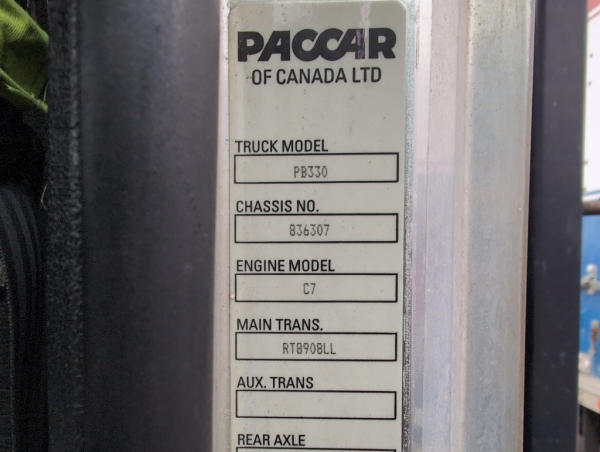 PACCAR
OF CANADA LTD
TRUCK MODEL
PB330
CHASSIS NO.
836307
ENGINE MODEL
C7
MAIN TRANS.
RT8908LL
AUX. TRANS
REAR AXLE